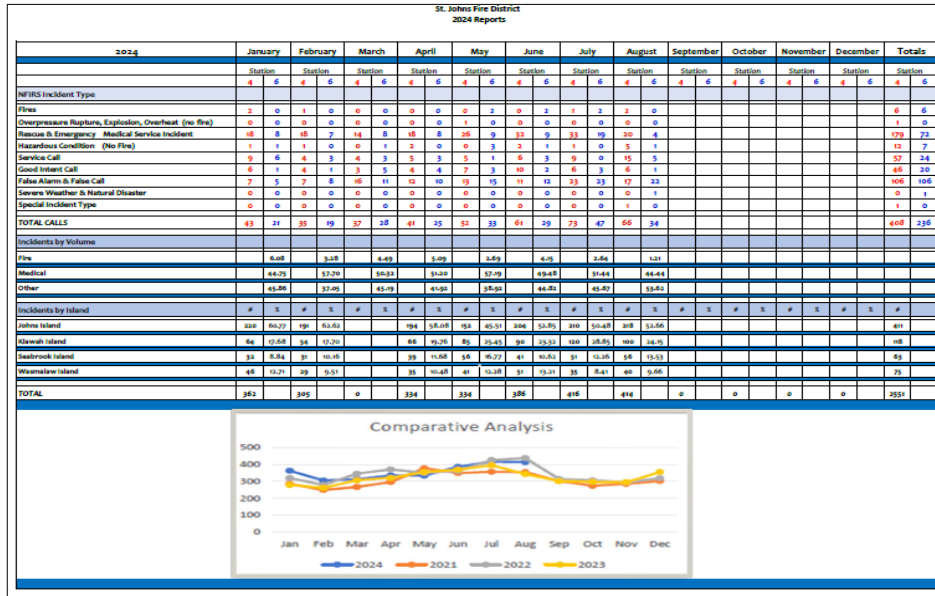 St. Johns Fire District
2024 Reports
2024 January February March April May June July August September October November December Totals
Station Station Station Station Station Station Station Station Station Station Station Station Station
4 6 4 6 4 6 4 6 4 6 4 6 4 6 4 6 4 6 4 6 4 6 4 6 4 6
NFIRS Incident Type
Fires 2 0 1 0 0 0 0 0 0 2 0 2 1 2 2 0 6 6
Overpressure Rupture, Explosion, Overheat (no fire) 0 0 0 0 0 0 0 0 1 0 0 0 0 0 0 0 1 0
Rescue & Emergency Medical Service Incident 18 8 18 7 14 8 18 8 26 9 32 9 33 19 20 4 179 72
Hazardous Condition (No Fire) 1 1 1 0 0 1 2 0 0 3 2 1 1 0 5 1 12 7
Service Call 9 6 4 3 4 3 5 3 5 1 6 3 9 0 15 5 57 24
Good Intent Call 6 1 4 1 3 5 4 4 7 3 10 2 6 3 6 1 46 20
False Alarm & False Call 7 5 7 8 16 11 12 10 13 15 11 12 23 23 17 22 106 106
Severe Weather & Natural Disaster 0 0 0 0 0 0 0 0 0 0 0 0 0 0 0 1 0 1
Special Incident Type 0 0 0 0 0 0 0 0 0 0 0 0 0 0 1 0 1 0
TOTAL CALLS 43 21 35 19 37 28 41 25 52 33 61 29 73 47 66 34 408 236
Incidents by Volume
Fire 6.08 3.28 4.49 5.09 2.69 4.15 2.64 1.21
Medical 44.75 57.70 50.32 51.20 57.19 49.48 51.44 44.44
Other 45.86 37.05 45.19 41.92 38.92 44.82 45.67 53.62
Incidents by Island # % # % # % # % # % # % # % # % # % # % # % # % #
Johns Island 220 60.77 191 62.62 194 58.08 152 45.51 204 52.85 210 50.48 218 52.66 411
Kiawah Island 64 17.68 54 17.70 66 19.76 85 25.45 90 23.32 120 28.85 100 24.15 118
Seabrook Island 32 8.84 31 10.16 39 11.68 56 16.77 41 10.62 51 12.26 56 13.53 63
Wasmalaw Island 46 12.71 29 9.51 35 10.48 41 12.28 51 13.21 35 8.41 40 9.66 75
TOTAL 362 305 0 334 334 386 416 414 0 0 0 0 2551
Comparative Analysis
500
400
300
200
100
0
Jan Feb Mar Apr May Jun Jul Aug Sep Oct Nov Dec
2024 2021 2022 2023